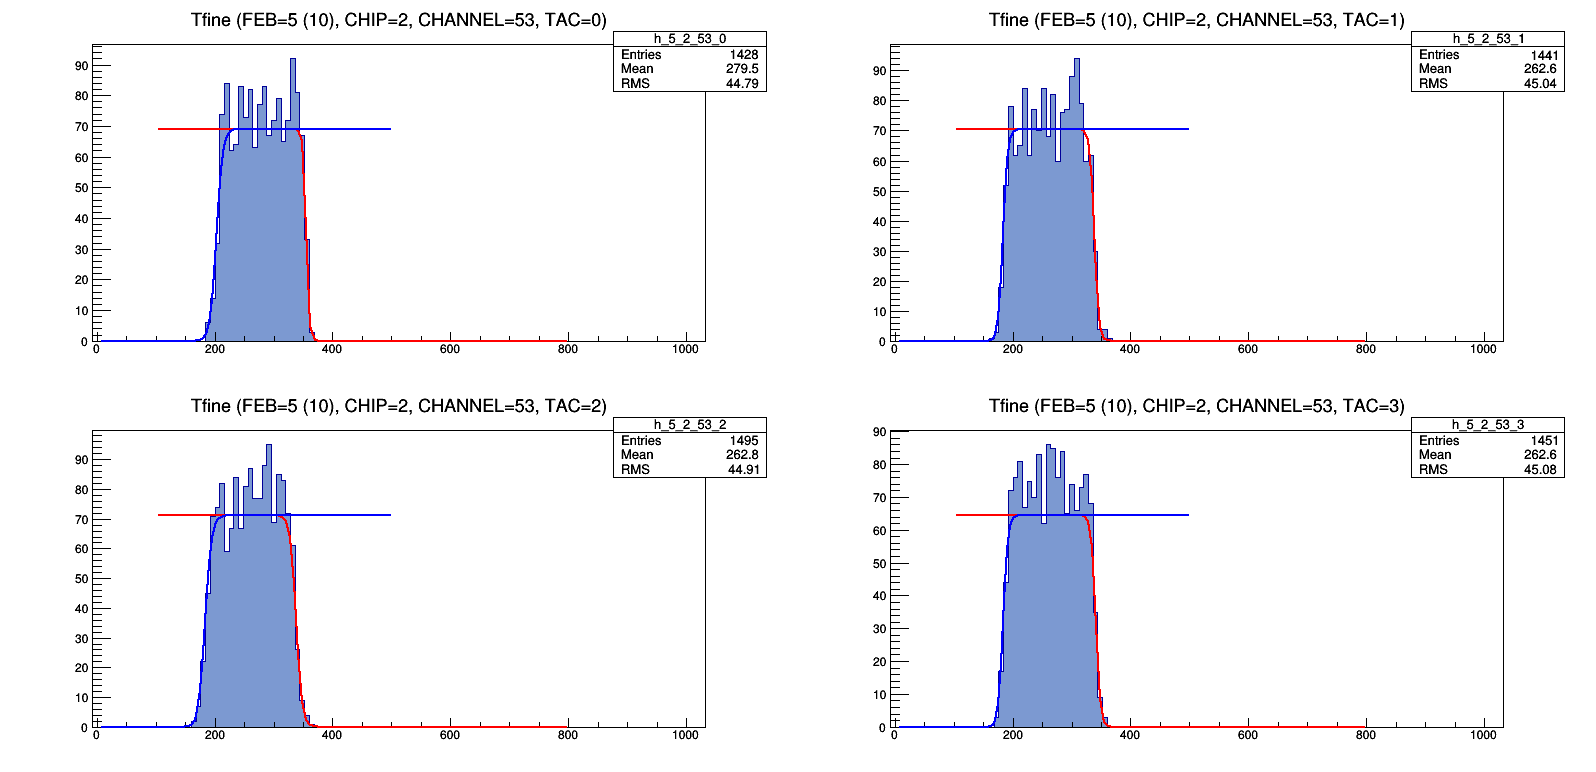 Tfine (FEB=5 (10), CHIP=2, CHANNEL=53, TAC=0)
h_5_2_53_0
Entries 1428
Mean 279.5
RMS 44.79
90
80
70
60
50
40
30
20
10
0
0 200 400 600 800 1000
Tfine (FEB=5 (10), CHIP=2, CHANNEL=53, TAC=1)
h_5_2_53_1
Entries 1441
Mean 262.6
RMS 45.04
90
80
70
60
50
40
30
20
10
0
0 200 400 600 800 1000
Tfine (FEB=5 (10), CHIP=2, CHANNEL=53, TAC=2)
h_5_2_53_2
Entries 1495
Mean 262.8
RMS 44.91
90
80
70
60
50
40
30
20
10
0
0 200 400 600 800 1000
Tfine (FEB=5 (10), CHIP=2, CHANNEL=53, TAC=3)
h_5_2_53_3
Entries 1451
Mean 262.6
RMS 45.08
90
80
70
60
50
40
30
20
10
0
0 200 400 600 800 1000